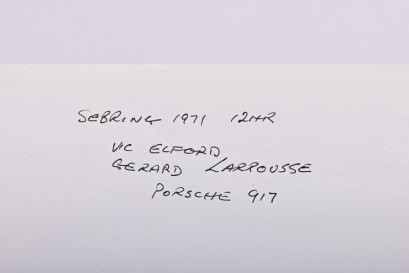 SEBRING 1971 12HR
VIC ELFORD
GERARD LARROUSSE
PORSCHE 917